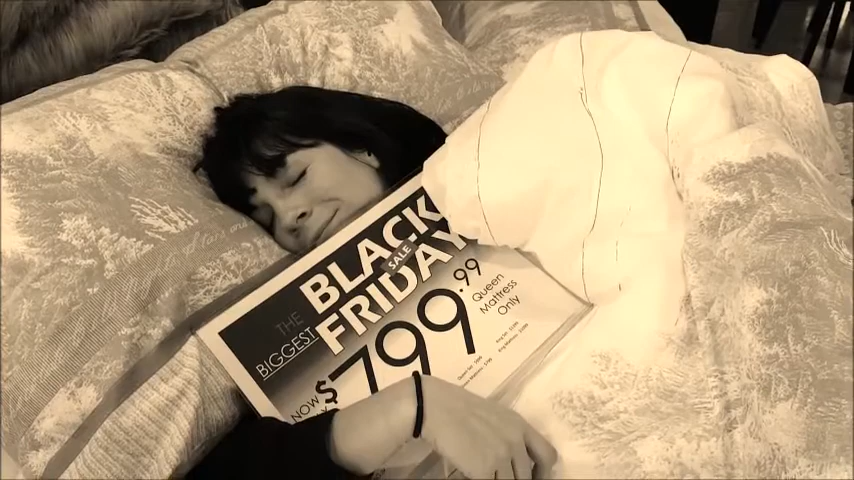 THE
BIGGEST
BLACK
SALE
FRIDAY
NOW
$799.99
Queen
Mattress
Only